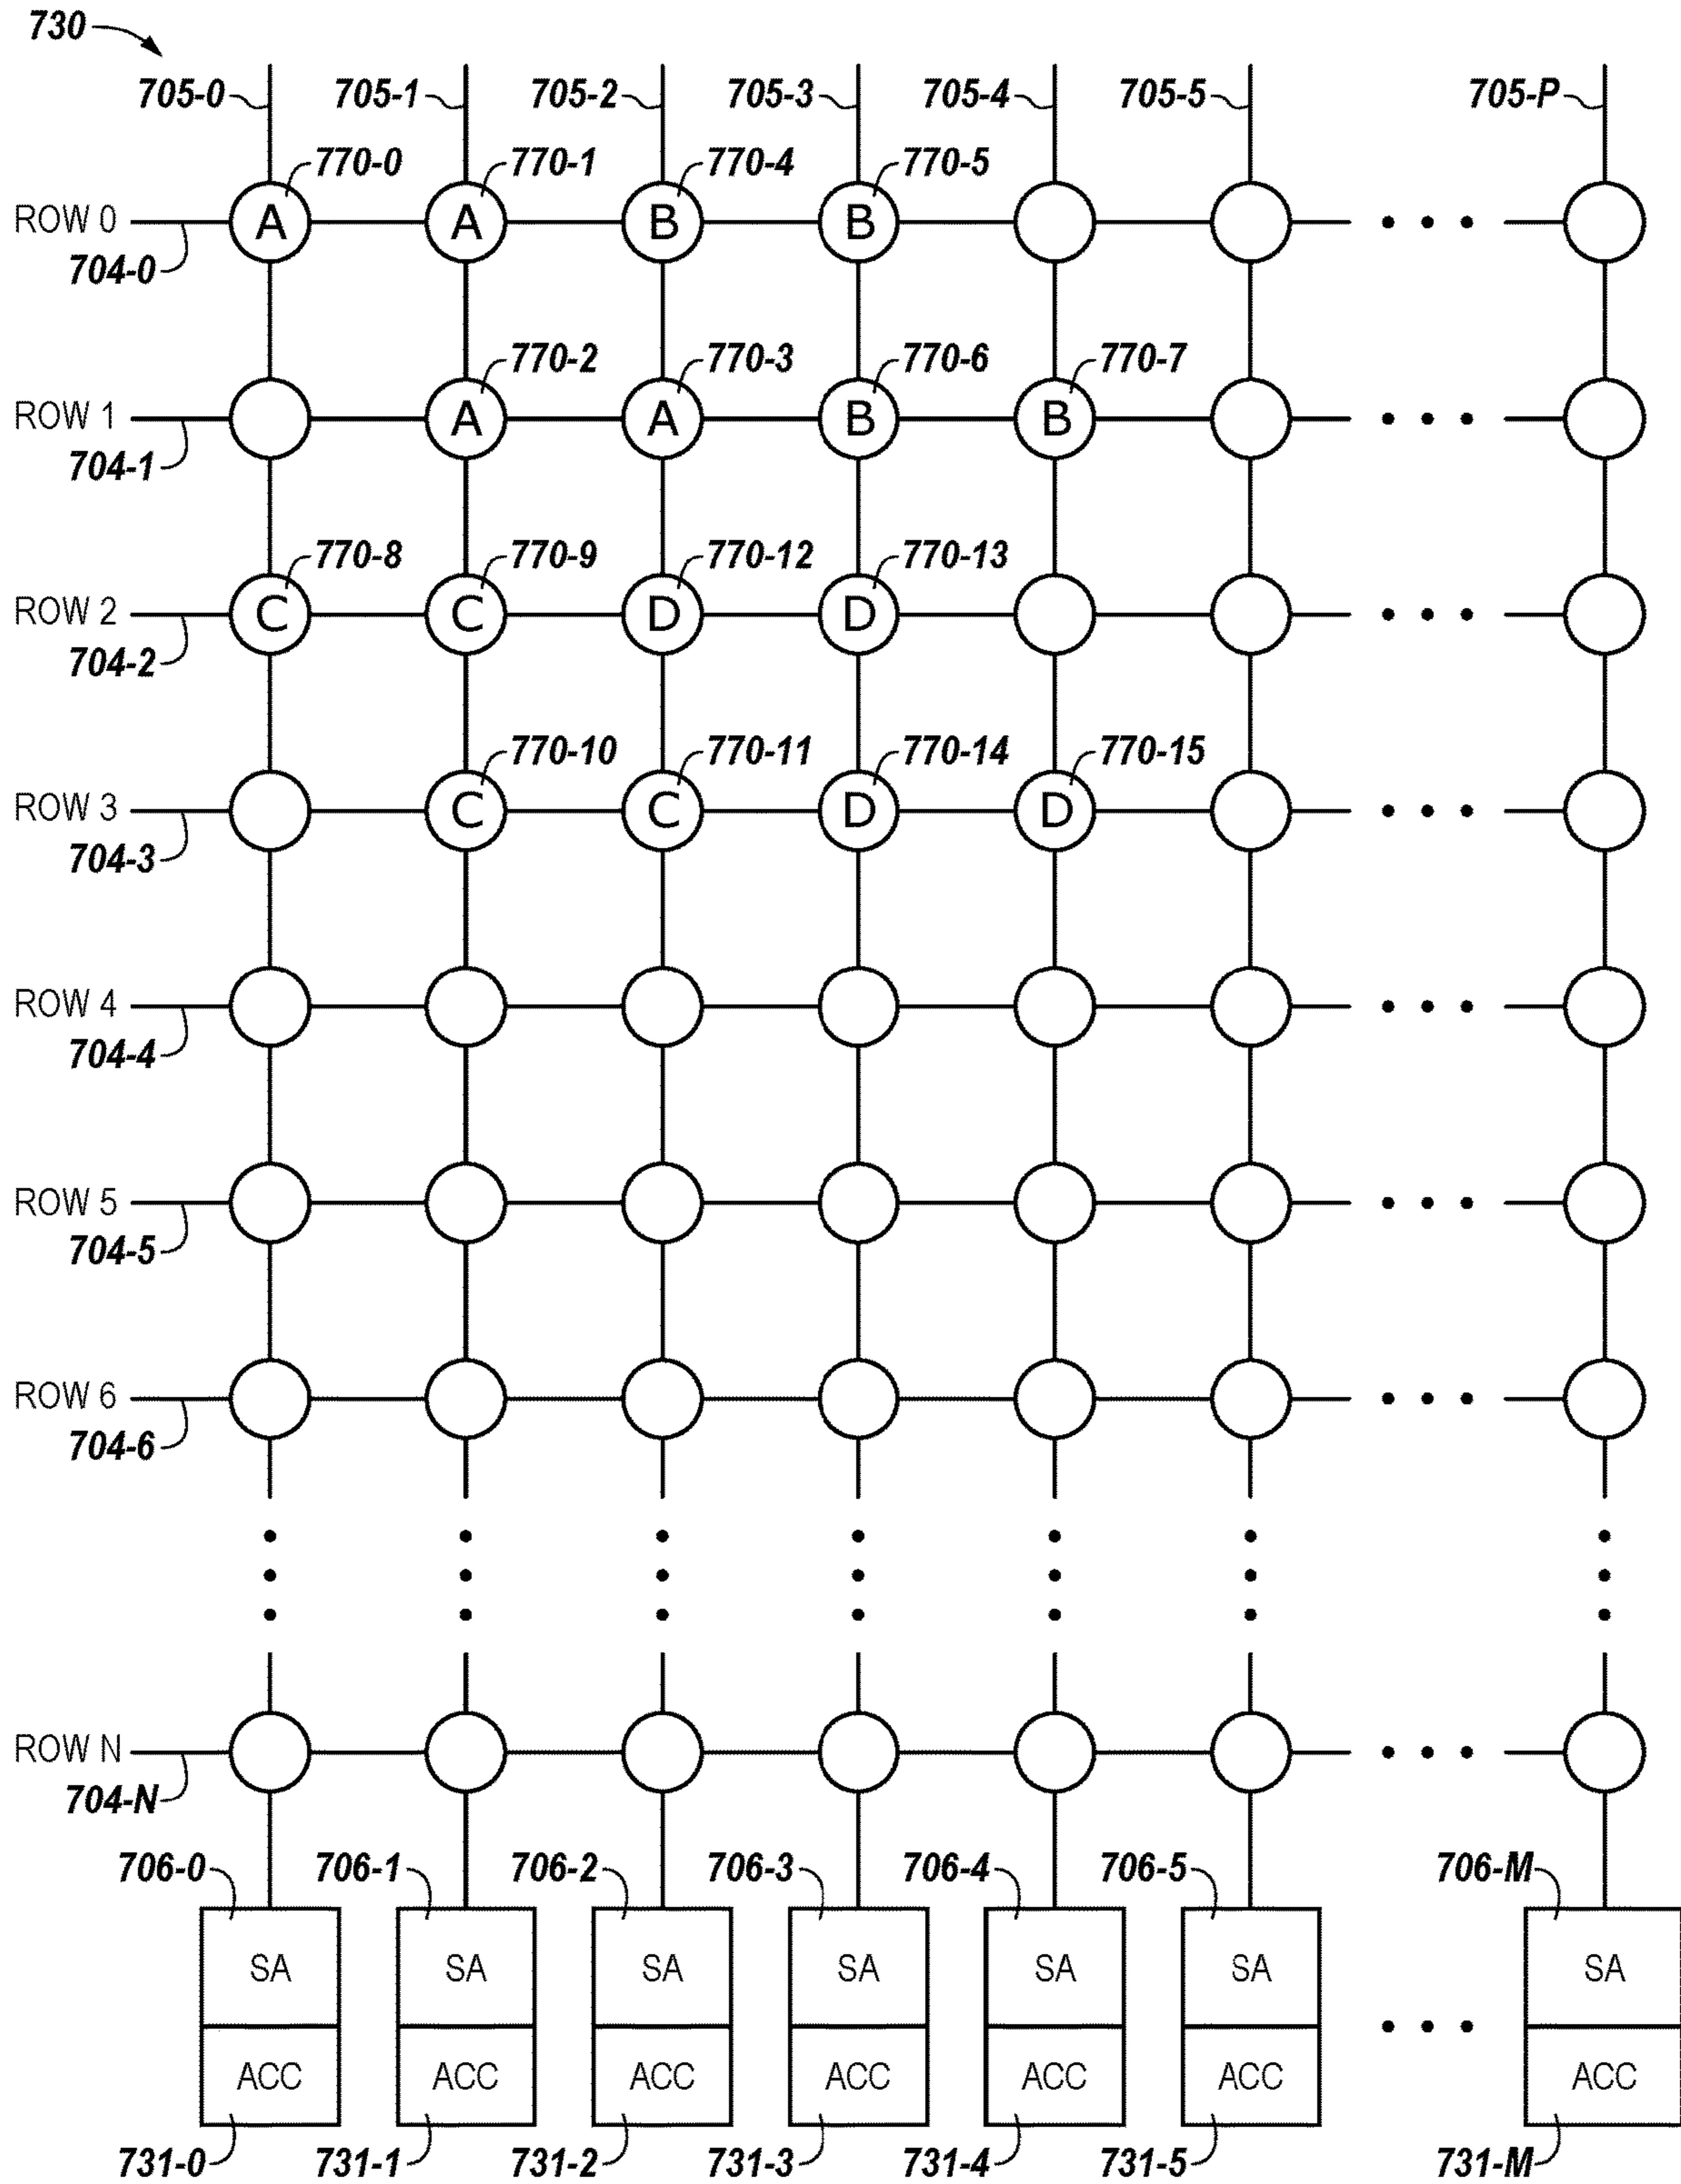 730
705-0 705-1 705-2 705-3 705-4 705-5 705-P
770-0 770-1 770-4 770-5
ROW 0 A A B B
704-0
770-2 770-3 770-6 770-7
ROW 1 A A B B
704-1
770-8 770-9 770-12 770-13
ROW 2 C C D D
704-2
770-10 770-11 770-14 770-15
ROW 3 C C D D
704-3
ROW 4
704-4
ROW 5
704-5
ROW 6
704-6
ROW N
704-N
706-0 706-1 706-2 706-3 706-4 706-5 706-M
SA SA SA SA SA SA SA
ACC ACC ACC ACC ACC ACC ACC
731-0 731-1 731-2 731-3 731-4 731-5 731-M